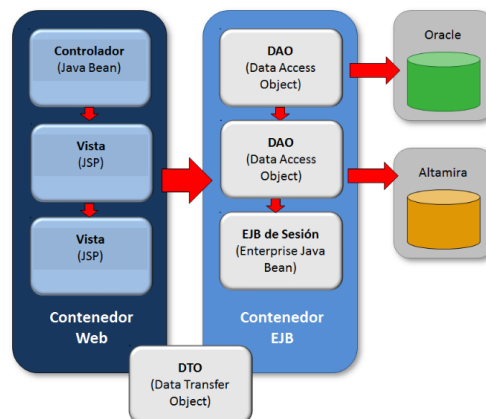 Controlador
(Java Bean)
Vista
(JSP)
Vista
(JSP)
Contenedor
Web
DAO
(Data Access
Object)
DAO
(Data Access
Object)
EJB de Sesión
(Enterprise Java
Bean)
Contenedor
EJB
DTO
(Data Transfer
Object)
Oracle
Altamira